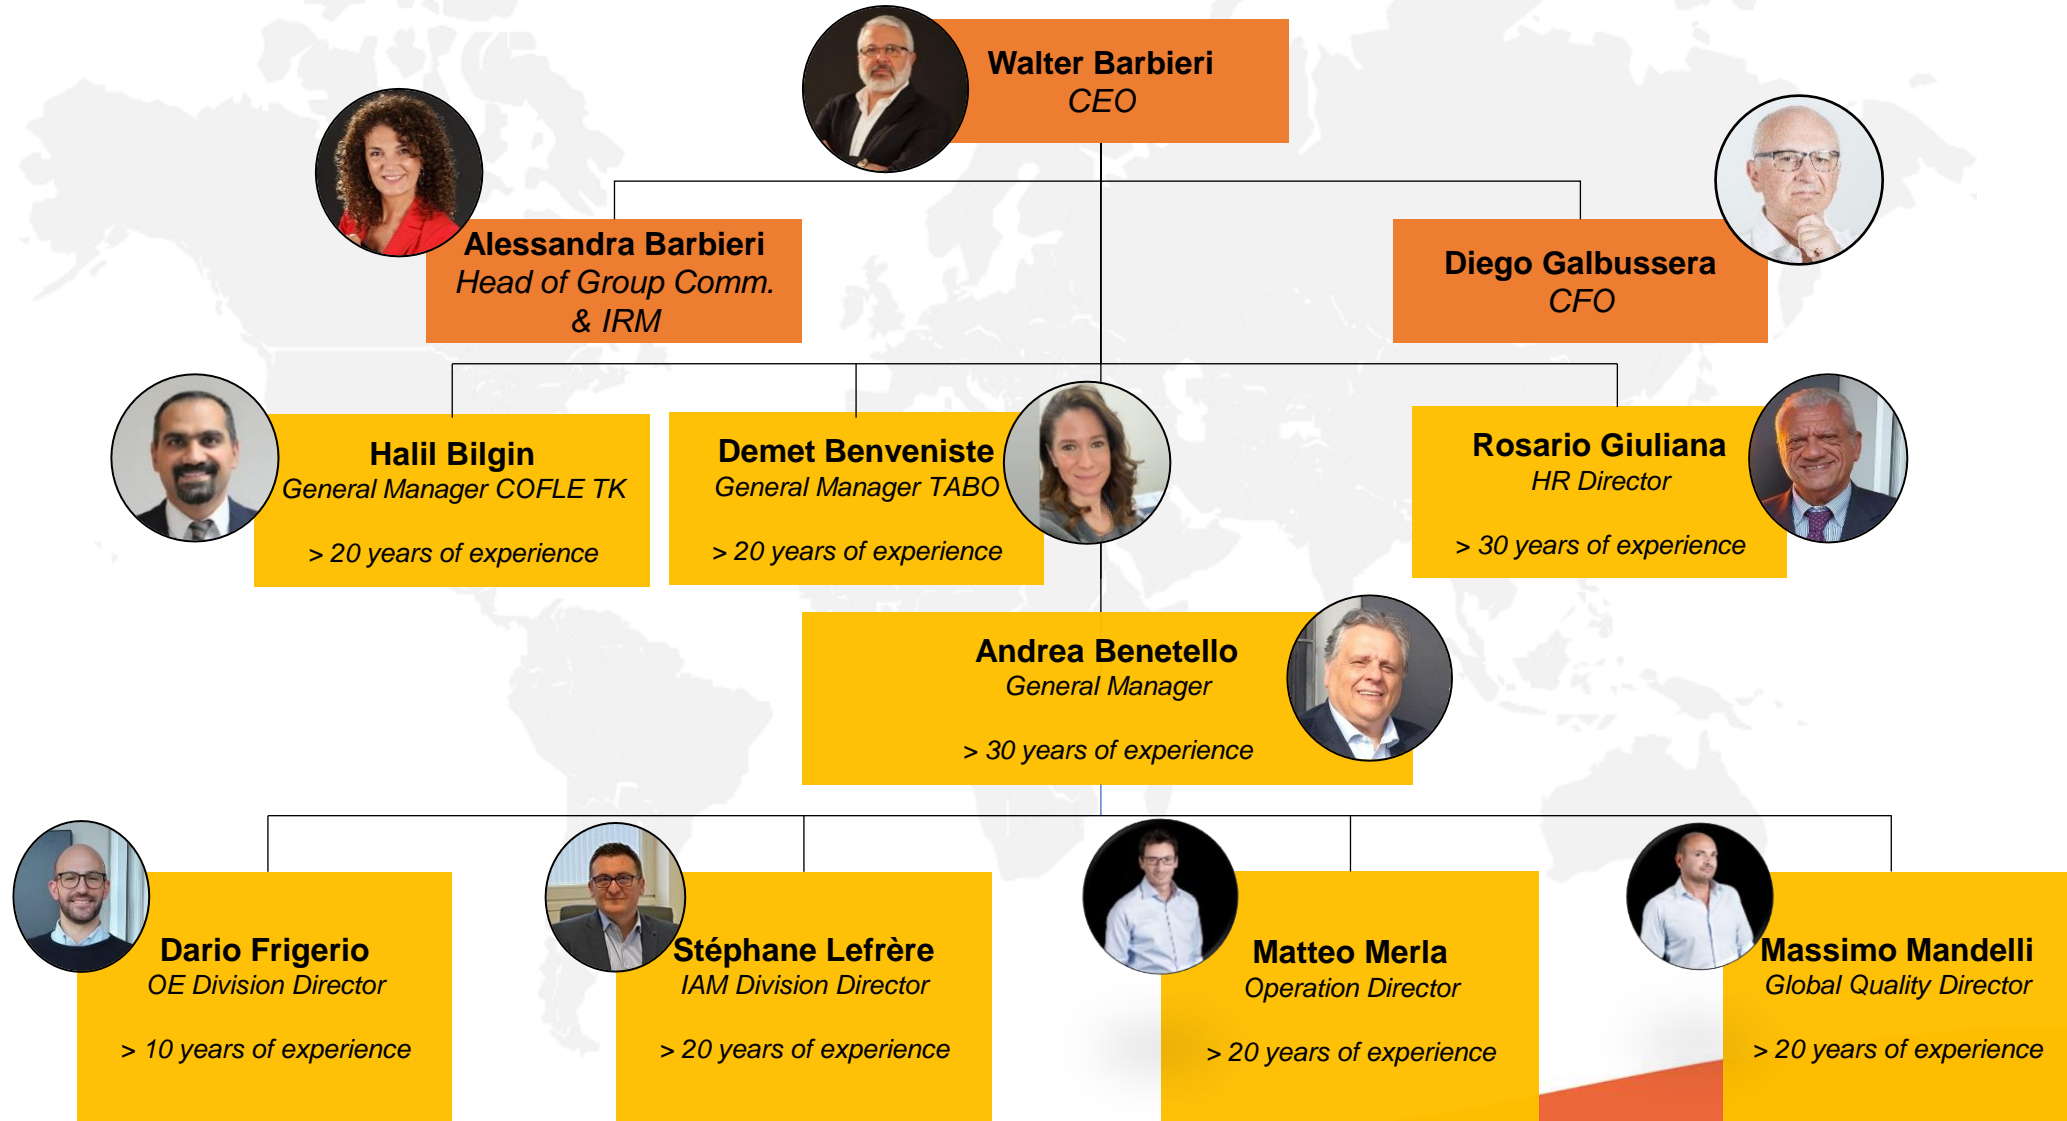 Walter Barbieri
CEO
Alessandra Barbieri
Head of Group Comm.
& IRM
Diego Galbussera
CFO
Halil Bilgin
General Manager COFLE TK
> 20 years of experience
Demet Benveniste
General Manager TABO
> 20 years of experience
Rosario Giuliana
HR Director
> 30 years of experience
Andrea Benetello
General Manager
> 30 years of experience
Dario Frigerio
OE Division Director
> 10 years of experience
Stéphane Lefrère
IAM Division Director
> 20 years of experience
Matteo Merla
Operation Director
> 20 years of experience
Massimo Mandelli
Global Quality Director
> 20 years of experience